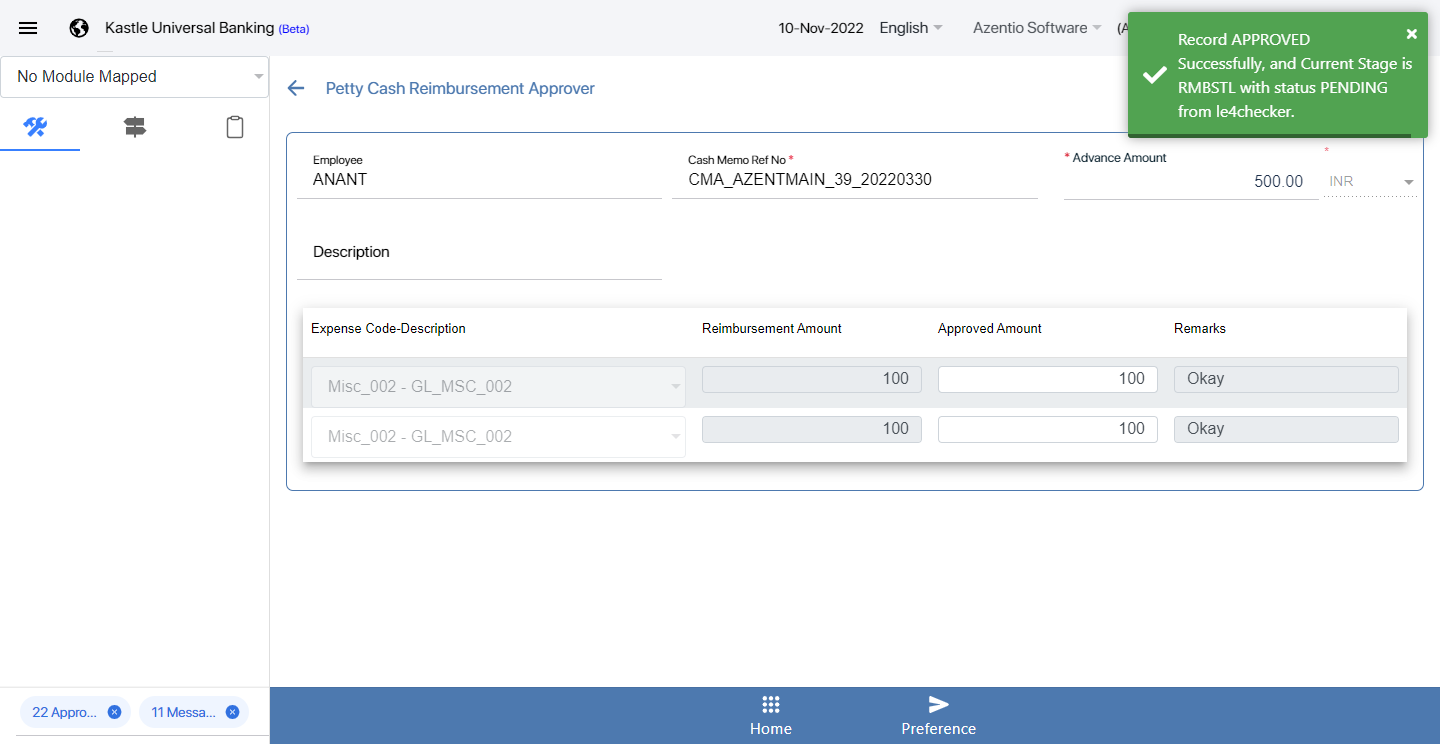 Kastle Universal Banking (Beta)
10-Nov-2022
English
Azentio Software
(A
Record APPROVED
Successfully, and Current Stage is
RMBSTL with status PENDING
from le4checker.
No Module Mapped
Petty Cash Reimbursement Approver
Employee
ANANT
Cash Memo Ref No *
CMA_AZENTMAIN_39_20220330
* Advance Amount
500.00
*
INR
Description
Expense Code-Description Reimbursement Amount Approved Amount Remarks
Misc_002 - GL_MSC_002 100 100 Okay
Misc_002 - GL_MSC_002 100 100 Okay
22 Appro...
11 Messa...
Home
Preference